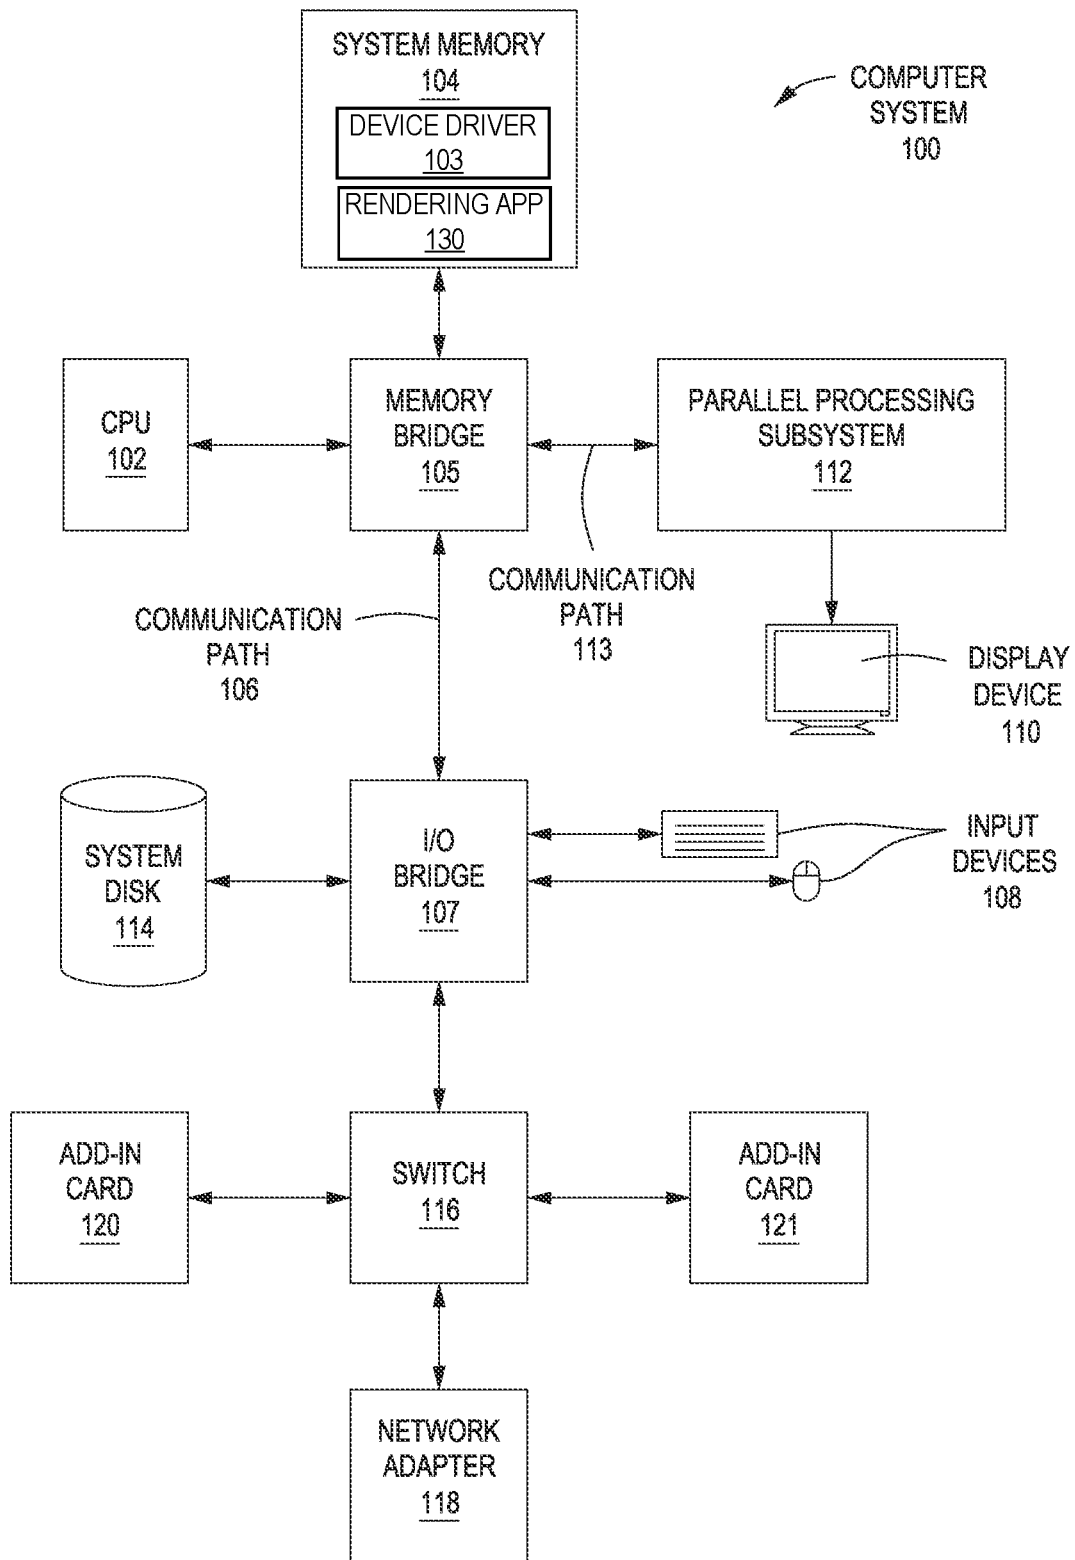 SYSTEM MEMORY
104
DEVICE DRIVER
103
RENDERING APP
130
COMPUTER
SYSTEM
100
CPU
102
MEMORY
BRIDGE
105
PARALLEL PROCESSING
SUBSYSTEM
112
COMMUNICATION
PATH
113
COMMUNICATION
PATH
106
DISPLAY
DEVICE
110
SYSTEM
DISK
114
I/O
BRIDGE
107
INPUT
DEVICES
108
ADD-IN
CARD
120
SWITCH
116
ADD-IN
CARD
121
NETWORK
ADAPTER
118